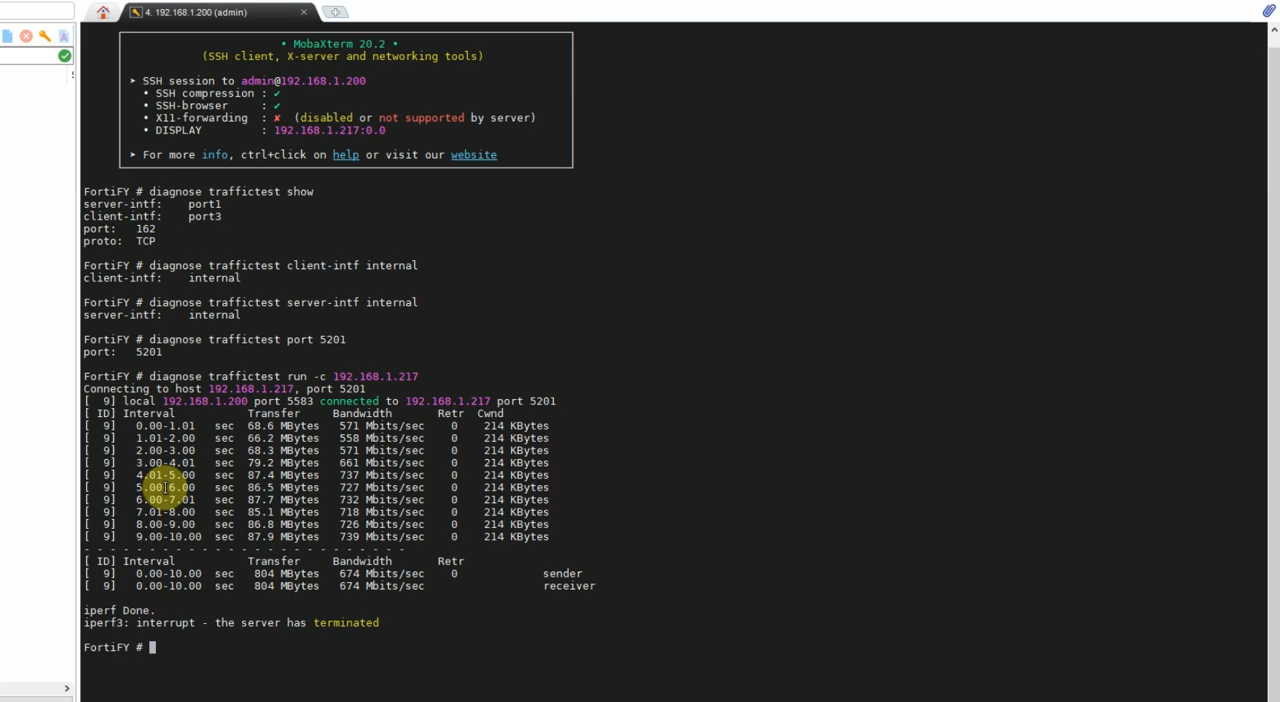 4. 192.168.1.200 (admin)
• MobaXterm 20.2 •
(SSH client, X-server and networking tools)
➤ SSH session to admin@192.168.1.200
• SSH compression : ✔
• SSH-browser : ✔
• X11-forwarding : ✘ (disabled or not supported by server)
• DISPLAY : 192.168.1.217:0.0
➤ For more info, ctrl+click on help or visit our website
FortiFY # diagnose traffictest show
server-intf: port1
client-intf: port3
port: 162
proto: TCP
FortiFY # diagnose traffictest client-intf internal
client-intf: internal
FortiFY # diagnose traffictest server-intf internal
server-intf: internal
FortiFY # diagnose traffictest port 5201
port: 5201
FortiFY # diagnose traffictest run -c 192.168.1.217
Connecting to host 192.168.1.217, port 5201
[ 9] local 192.168.1.200 port 5583 connected to 192.168.1.217 port 5201
[ ID] Interval Transfer Bandwidth Retr Cwnd
[ 9] 0.00-1.01 sec 68.6 MBytes 571 Mbits/sec 0 214 KBytes
[ 9] 1.01-2.00 sec 66.2 MBytes 558 Mbits/sec 0 214 KBytes
[ 9] 2.00-3.00 sec 68.3 MBytes 571 Mbits/sec 0 214 KBytes
[ 9] 3.00-4.01 sec 79.2 MBytes 661 Mbits/sec 0 214 KBytes
[ 9] 4.01-5.00 sec 87.4 MBytes 737 Mbits/sec 0 214 KBytes
[ 9] 5.00-6.00 sec 86.5 MBytes 727 Mbits/sec 0 214 KBytes
[ 9] 6.00-7.01 sec 87.7 MBytes 732 Mbits/sec 0 214 KBytes
[ 9] 7.01-8.00 sec 85.1 MBytes 718 Mbits/sec 0 214 KBytes
[ 9] 8.00-9.00 sec 86.8 MBytes 726 Mbits/sec 0 214 KBytes
[ 9] 9.00-10.00 sec 87.9 MBytes 739 Mbits/sec 0 214 KBytes
- - - - - - - - - - - - - - - - - - - - - - - - -
[ ID] Interval Transfer Bandwidth Retr
[ 9] 0.00-10.00 sec 804 MBytes 674 Mbits/sec 0 sender
[ 9] 0.00-10.00 sec 804 MBytes 674 Mbits/sec receiver
iperf Done.
iperf3: interrupt - the server has terminated
FortiFY #